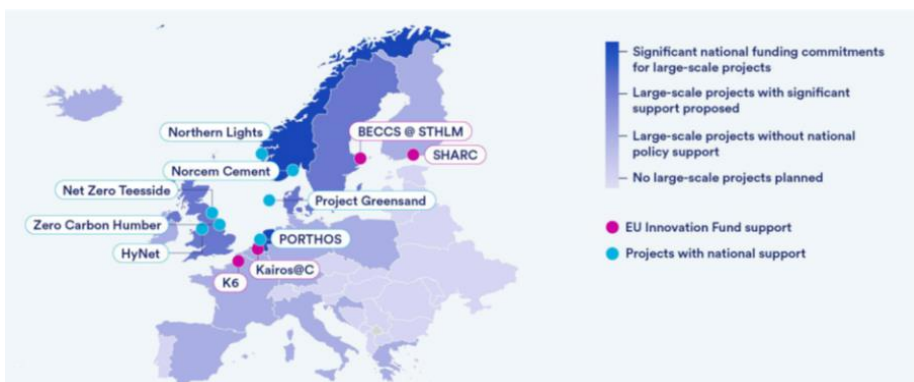 Significant national funding commitments
for large-scale projects
Large-scale projects with significant
support proposed
Large-scale projects without national
policy support
No large-scale projects planned
EU Innovation Fund support
Projects with national support
Northern Lights
BECCS @ STHLM
SHARC
Norcem Cement
Net Zero Teesside
Project Greensand
Zero Carbon Humber
PORTHOS
HyNet
Kairos@C
K6